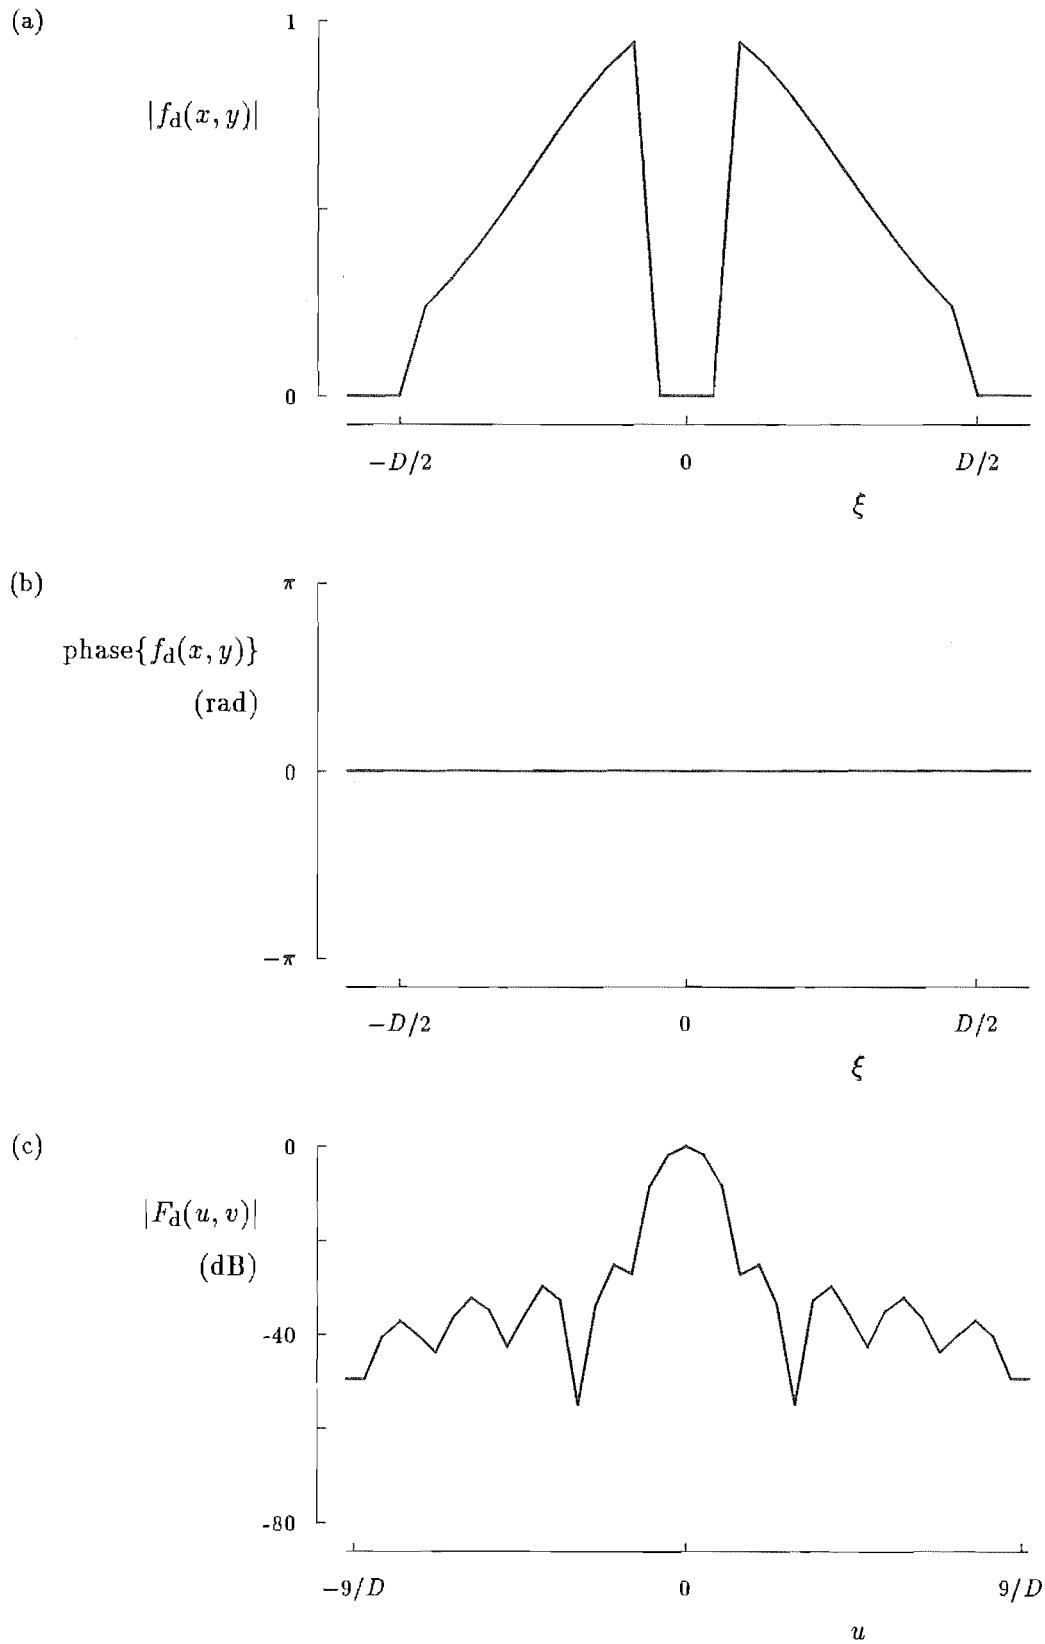 (a)
1
|f_d(x, y)|
0
−D/2 0 D/2
ξ
(b)
π
phase{f_d(x, y)}
(rad)
0
−π
−D/2 0 D/2
ξ
(c)
0
|F_d(u, v)|
(dB)
-40
-80
−9/D 0 9/D
u